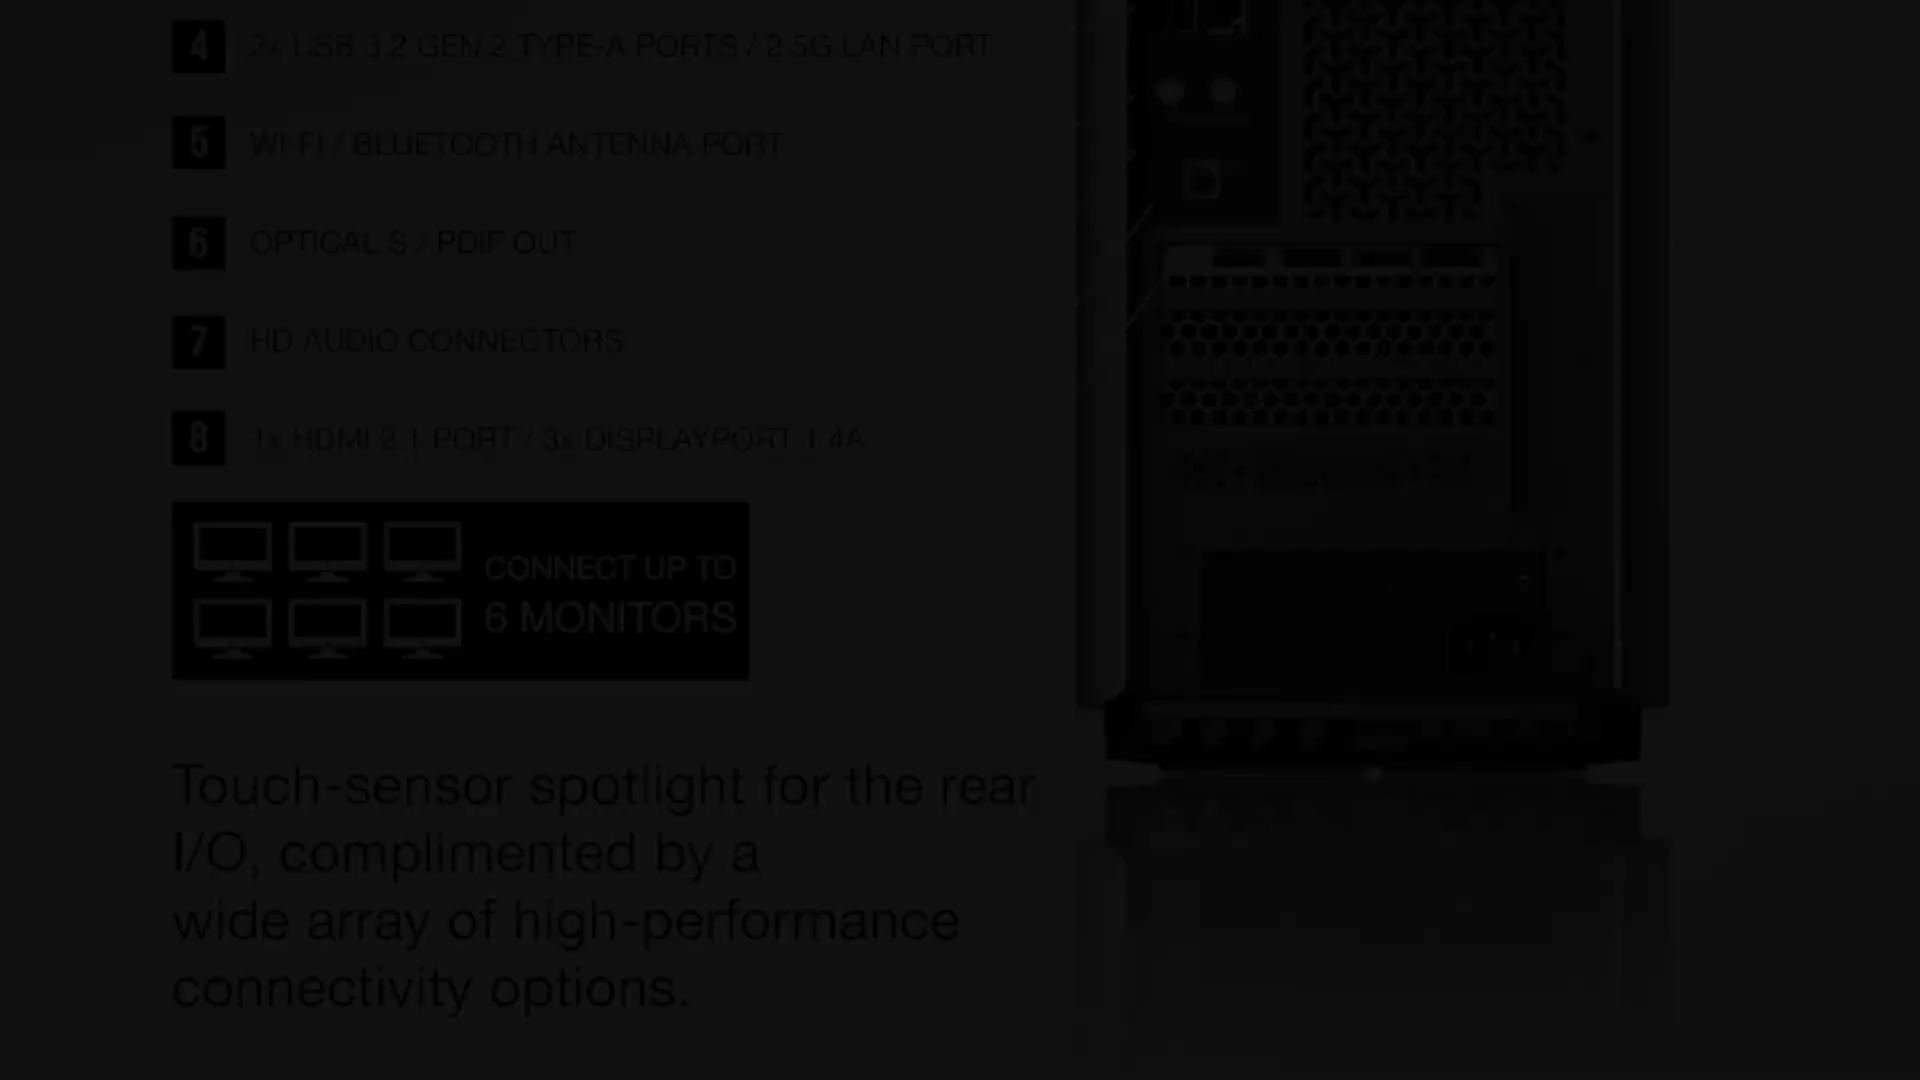 4 2x USB 3.2 GEN 2 TYPE-A PORTS / 2.5G LAN PORT
5 WI-FI / BLUETOOTH ANTENNA PORT
6 OPTICAL S / PDIF OUT
7 HD AUDIO CONNECTORS
8 1x HDMI 2.1 PORT / 3x DISPLAYPORT 1.4A
CONNECT UP TO
6 MONITORS
Touch-sensor spotlight for the rear
I/O, complimented by a
wide array of high-performance
connectivity options.